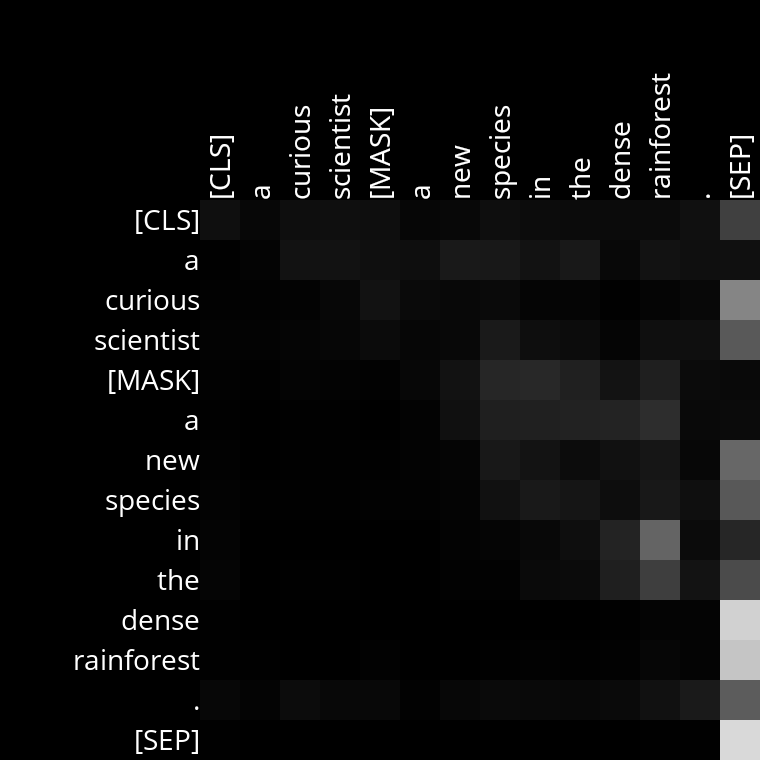 [CLS] a curious scientist [MASK] a new species in the dense rainforest . [SEP]
[CLS]
a
curious
scientist
[MASK]
a
new
species
in
the
dense
rainforest
.
[SEP]